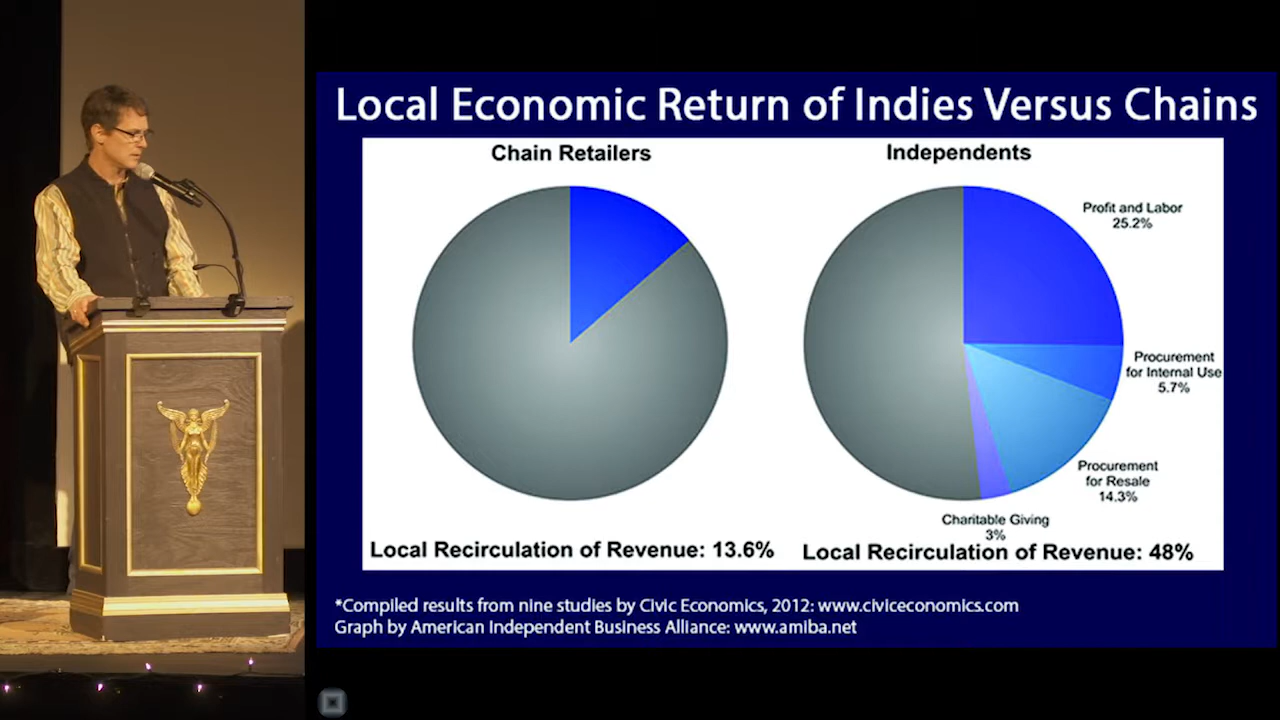 Local Economic Return of Indies Versus Chains
Chain Retailers
Independents
Profit and Labor
25.2%
Procurement
for Internal Use
5.7%
Procurement
for Resale
14.3%
Charitable Giving
3%
Local Recirculation of Revenue: 13.6%
Local Recirculation of Revenue: 48%
*Compiled results from nine studies by Civic Economics, 2012: www.civiceconomics.com
Graph by American Independent Business Alliance: www.amiba.net